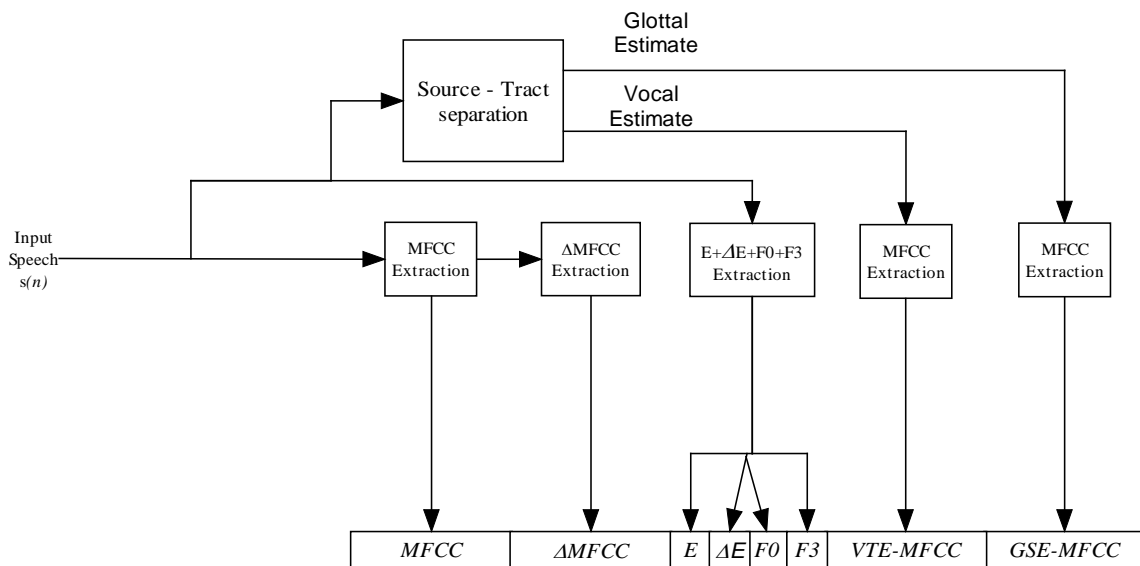 Glottal
Estimate
Source - Tract
separation
Vocal
Estimate
Input
Speech
s(n)
MFCC
Extraction
ΔMFCC
Extraction
E+ΔE+F0+F3
Extraction
MFCC
Extraction
MFCC
Extraction
MFCC
ΔMFCC
E
ΔE
F0
F3
VTE-MFCC
GSE-MFCC